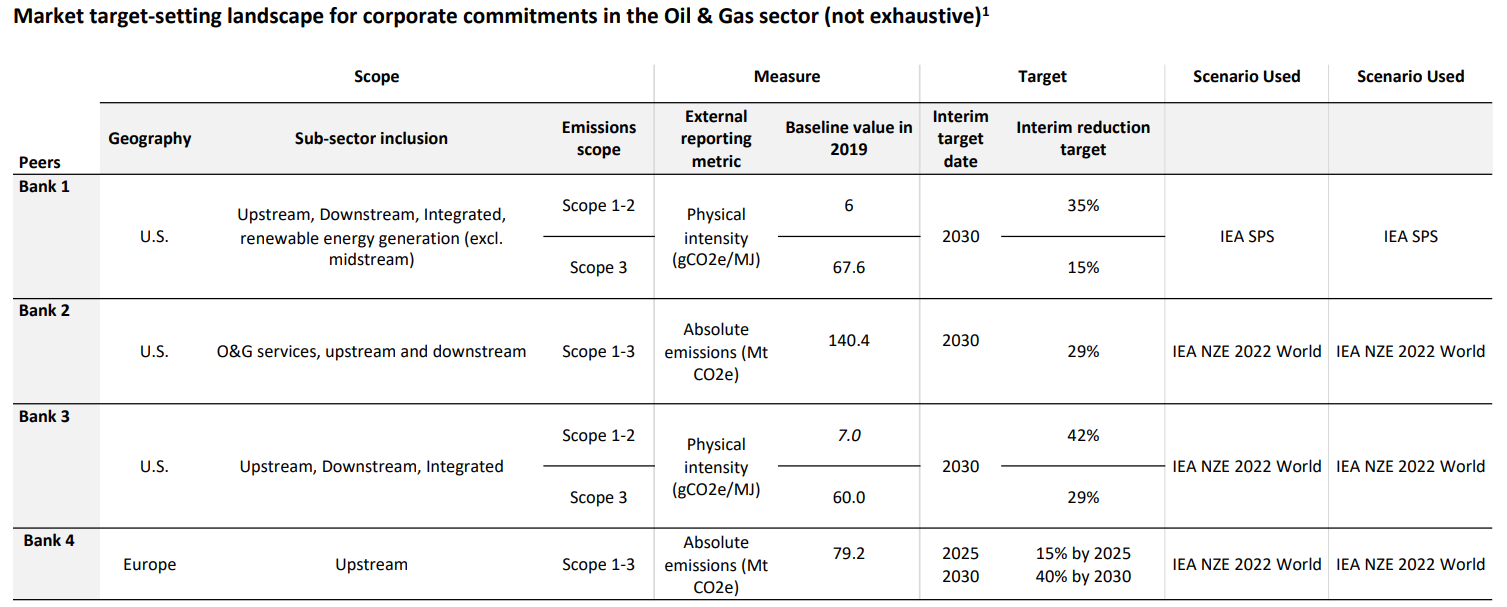 Market target-setting landscape for corporate commitments in the Oil & Gas sector (not exhaustive)1
Scope Measure Target Scenario Used Scenario Used
Peers
Geography
Sub-sector inclusion
Emissions
scope
External
reporting
metric
Baseline value in
2019
Interim
target
date
Interim reduction
target
Bank 1
U.S.
Upstream, Downstream, Integrated,
renewable energy generation (excl.
midstream)
Scope 1-2
Scope 3
Physical
intensity
(gCO2e/MJ)
6
67.6
2030
35%
15%
IEA SPS
IEA SPS
Bank 2
U.S.
O&G services, upstream and downstream
Scope 1-3
Absolute
emissions (Mt
CO2e)
140.4
2030
29%
IEA NZE 2022 World
IEA NZE 2022 World
Bank 3
U.S.
Upstream, Downstream, Integrated
Scope 1-2
Scope 3
Physical
intensity
(gCO2e/MJ)
7.0
60.0
2030
42%
29%
IEA NZE 2022 World
IEA NZE 2022 World
Bank 4
Europe
Upstream
Scope 1-3
Absolute
emissions (Mt
CO2e)
79.2
2025
2030
15% by 2025
40% by 2030
IEA NZE 2022 World
IEA NZE 2022 World